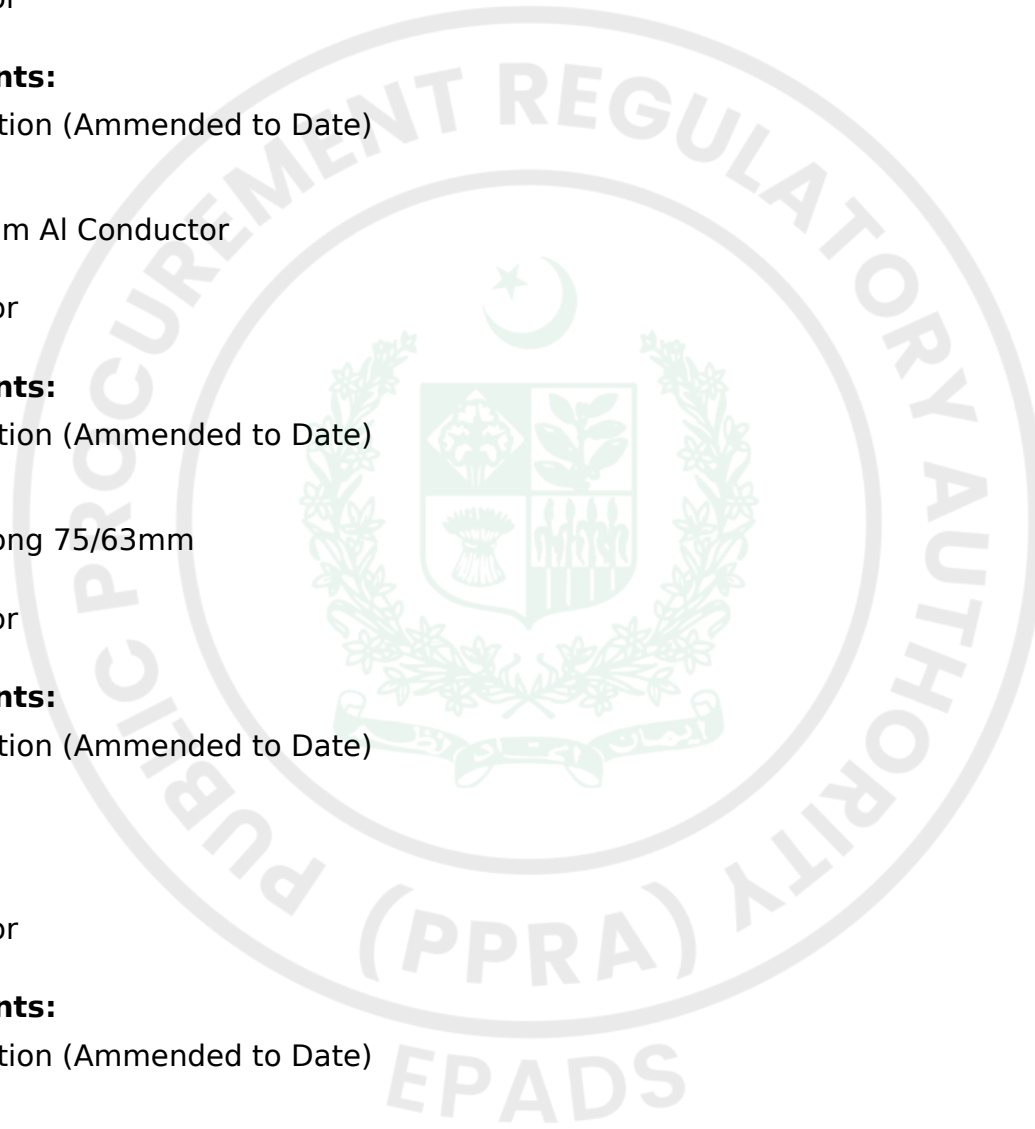 or
nts:
tion (Ammended to Date)
m Al Conductor
or
nts:
tion (Ammended to Date)
ong 75/63mm
or
nts:
tion (Ammended to Date)
or
nts:
tion (Ammended to Date)
PUBLIC PROCUREMENT REGULATORY AUTHORITY
(PPRA)
EPADS